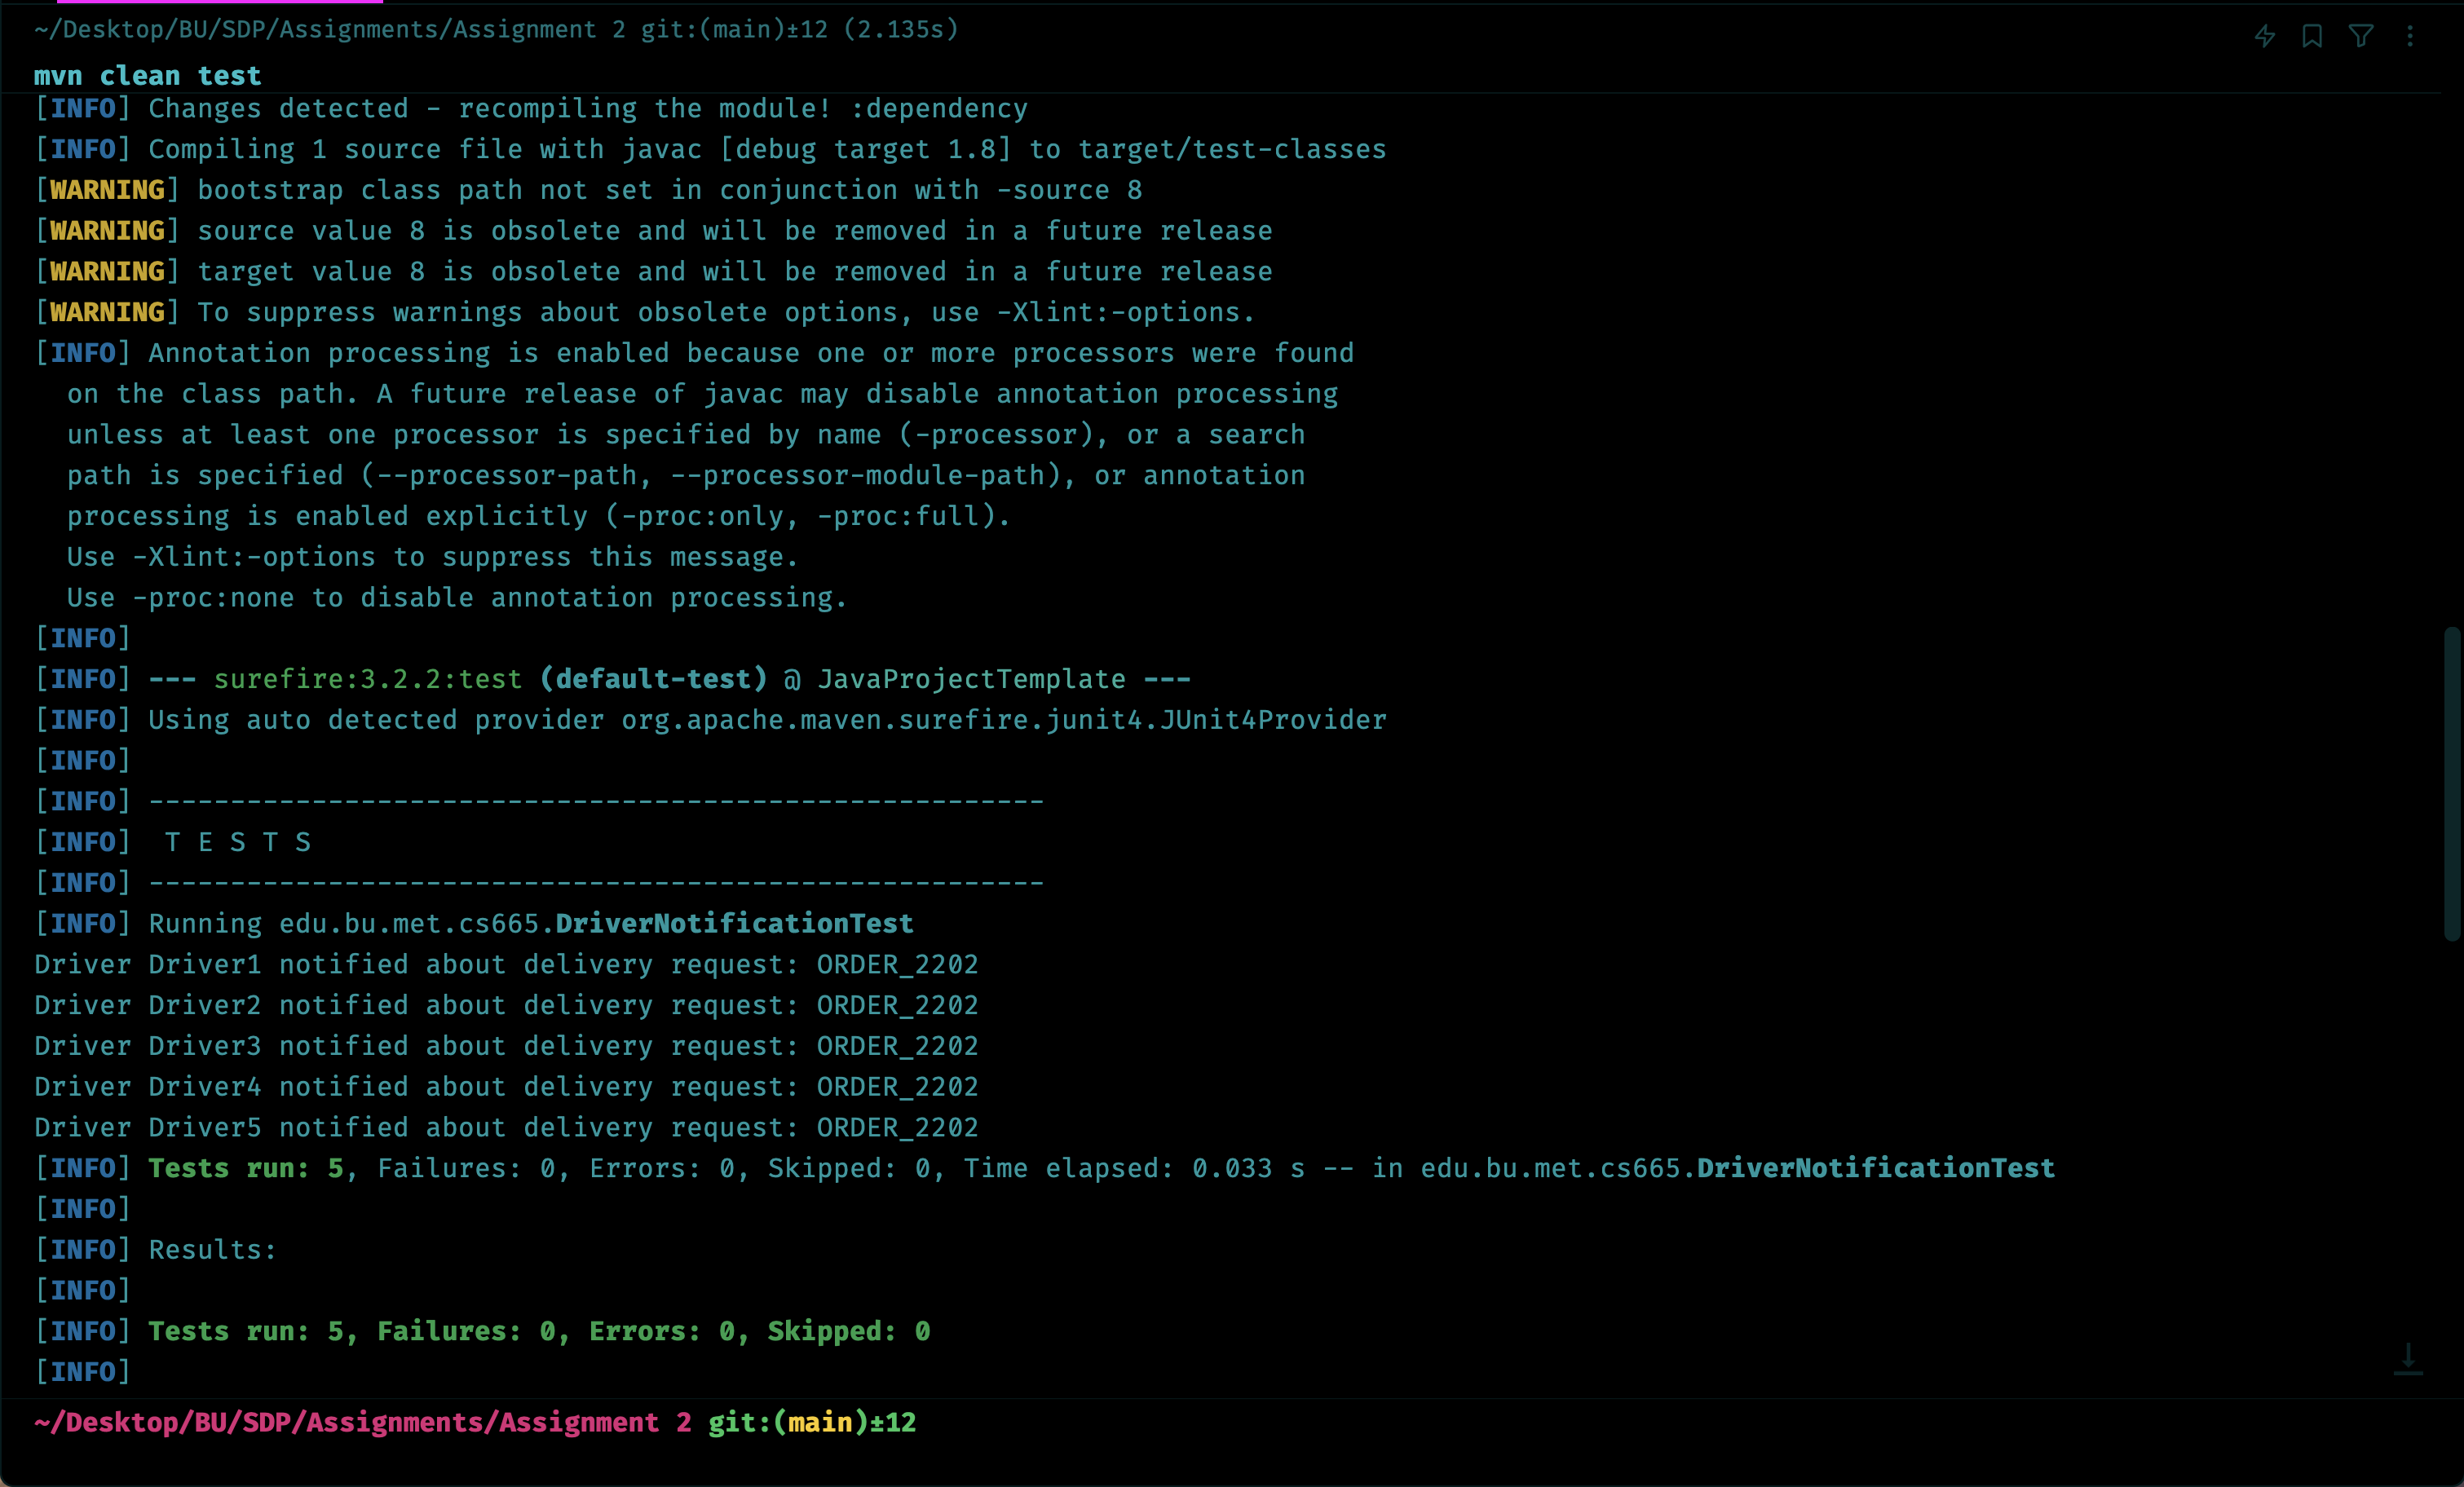 ~/Desktop/BU/SDP/Assignments/Assignment 2 git:(main)±12 (2.135s)
mvn clean test
[INFO] Changes detected - recompiling the module! :dependency
[INFO] Compiling 1 source file with javac [debug target 1.8] to target/test-classes
[WARNING] bootstrap class path not set in conjunction with -source 8
[WARNING] source value 8 is obsolete and will be removed in a future release
[WARNING] target value 8 is obsolete and will be removed in a future release
[WARNING] To suppress warnings about obsolete options, use -Xlint:-options.
[INFO] Annotation processing is enabled because one or more processors were found
  on the class path. A future release of javac may disable annotation processing
  unless at least one processor is specified by name (-processor), or a search
  path is specified (--processor-path, --processor-module-path), or annotation
  processing is enabled explicitly (-proc:only, -proc:full).
  Use -Xlint:-options to suppress this message.
  Use -proc:none to disable annotation processing.
[INFO]
[INFO] --- surefire:3.2.2:test (default-test) @ JavaProjectTemplate ---
[INFO] Using auto detected provider org.apache.maven.surefire.junit4.JUnit4Provider
[INFO]
[INFO] -------------------------------------------------------
[INFO]  T E S T S
[INFO] -------------------------------------------------------
[INFO] Running edu.bu.met.cs665.DriverNotificationTest
Driver Driver1 notified about delivery request: ORDER_2202
Driver Driver2 notified about delivery request: ORDER_2202
Driver Driver3 notified about delivery request: ORDER_2202
Driver Driver4 notified about delivery request: ORDER_2202
Driver Driver5 notified about delivery request: ORDER_2202
[INFO] Tests run: 5, Failures: 0, Errors: 0, Skipped: 0, Time elapsed: 0.033 s -- in edu.bu.met.cs665.DriverNotificationTest
[INFO]
[INFO] Results:
[INFO]
[INFO] Tests run: 5, Failures: 0, Errors: 0, Skipped: 0
[INFO]
~/Desktop/BU/SDP/Assignments/Assignment 2 git:(main)±12